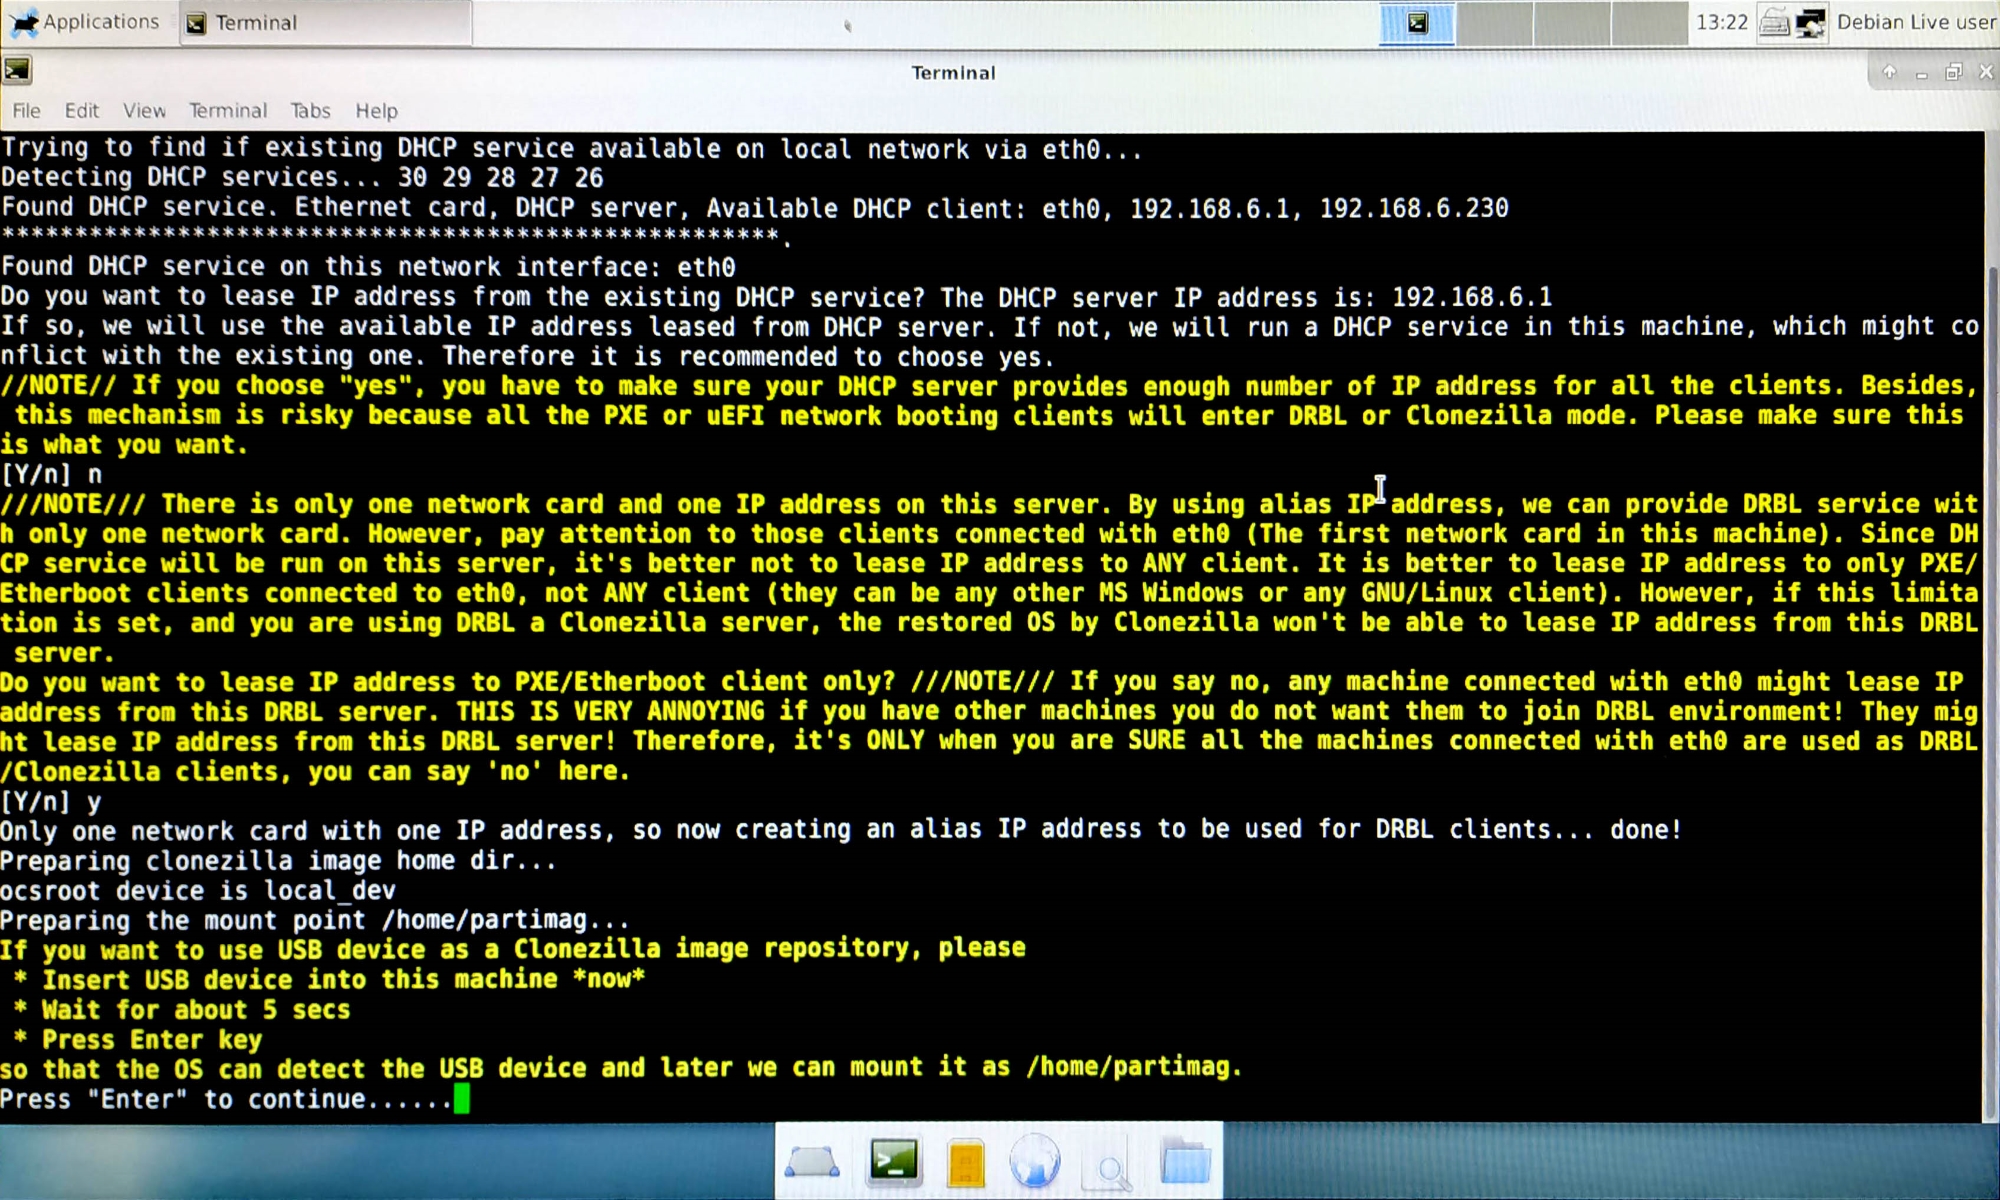 Applications
Terminal
13:22
Debian Live user
Terminal
File Edit View Terminal Tabs Help
Trying to find if existing DHCP service available on local network via eth0...
Detecting DHCP services... 30 29 28 27 26
Found DHCP service. Ethernet card, DHCP server, Available DHCP client: eth0, 192.168.6.1, 192.168.6.230
*****************************************************.
Found DHCP service on this network interface: eth0
Do you want to lease IP address from the existing DHCP service? The DHCP server IP address is: 192.168.6.1
If so, we will use the available IP address leased from DHCP server. If not, we will run a DHCP service in this machine, which might co
nflict with the existing one. Therefore it is recommended to choose yes.
//NOTE// If you choose "yes", you have to make sure your DHCP server provides enough number of IP address for all the clients. Besides,
 this mechanism is risky because all the PXE or uEFI network booting clients will enter DRBL or Clonezilla mode. Please make sure this
is what you want.
[Y/n] n
///NOTE/// There is only one network card and one IP address on this server. By using alias IP address, we can provide DRBL service wit
h only one network card. However, pay attention to those clients connected with eth0 (The first network card in this machine). Since DH
CP service will be run on this server, it's better not to lease IP address to ANY client. It is better to lease IP address to only PXE/
Etherboot clients connected to eth0, not ANY client (they can be any other MS Windows or any GNU/Linux client). However, if this limita
tion is set, and you are using DRBL a Clonezilla server, the restored OS by Clonezilla won't be able to lease IP address from this DRBL
 server.
Do you want to lease IP address to PXE/Etherboot client only? ///NOTE/// If you say no, any machine connected with eth0 might lease IP
address from this DRBL server. THIS IS VERY ANNOYING if you have other machines you do not want them to join DRBL environment! They mig
ht lease IP address from this DRBL server! Therefore, it's ONLY when you are SURE all the machines connected with eth0 are used as DRBL
/Clonezilla clients, you can say 'no' here.
[Y/n] y
Only one network card with one IP address, so now creating an alias IP address to be used for DRBL clients... done!
Preparing clonezilla image home dir...
ocsroot device is local_dev
Preparing the mount point /home/partimag...
If you want to use USB device as a Clonezilla image repository, please
 * Insert USB device into this machine *now*
 * Wait for about 5 secs
 * Press Enter key
so that the OS can detect the USB device and later we can mount it as /home/partimag.
Press "Enter" to continue......